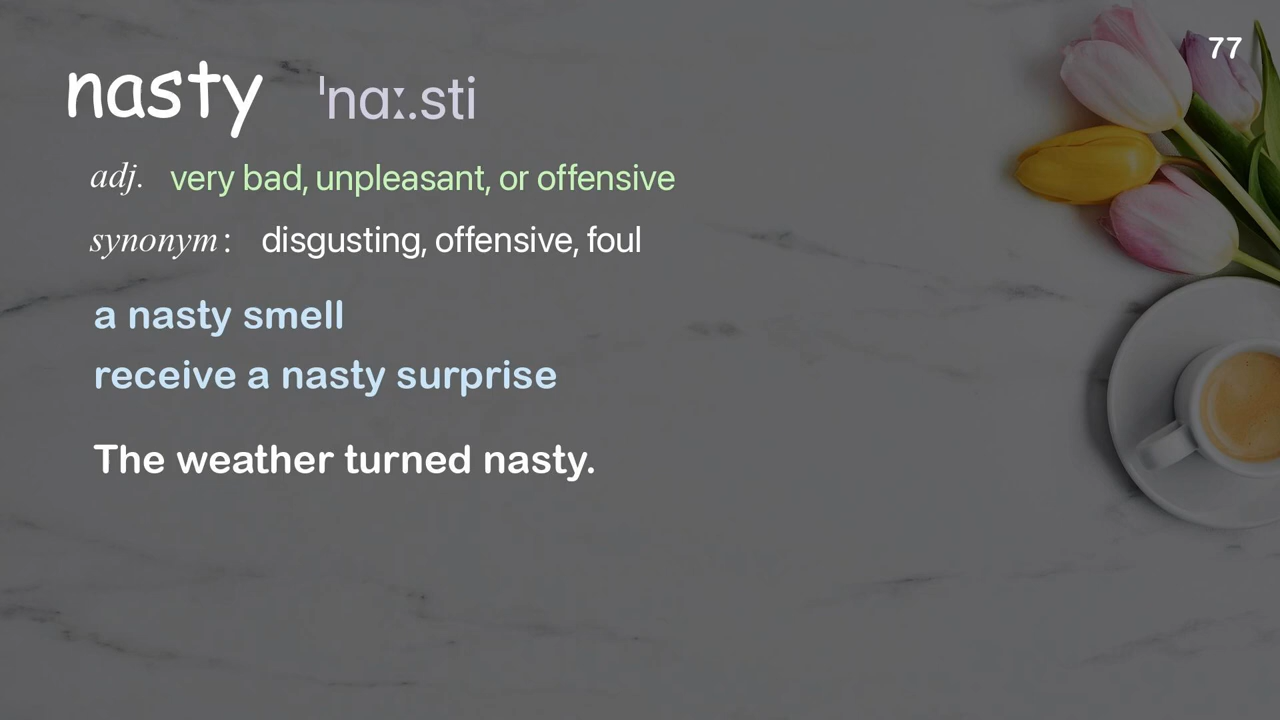 77
nasty ˈnɑː.sti
adj. very bad, unpleasant, or offensive
synonym: disgusting, offensive, foul
a nasty smell
receive a nasty surprise
The weather turned nasty.